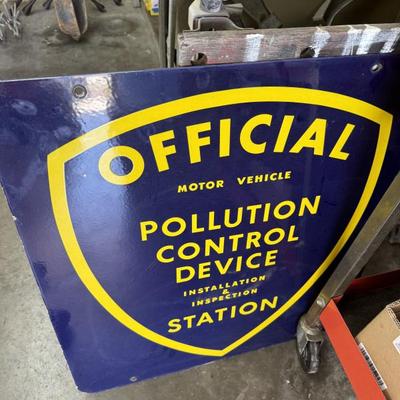 OFFICIAL
MOTOR VEHICLE
POLLUTION
CONTROL
DEVICE
INSTALLATION
&
INSPECTION
STATION